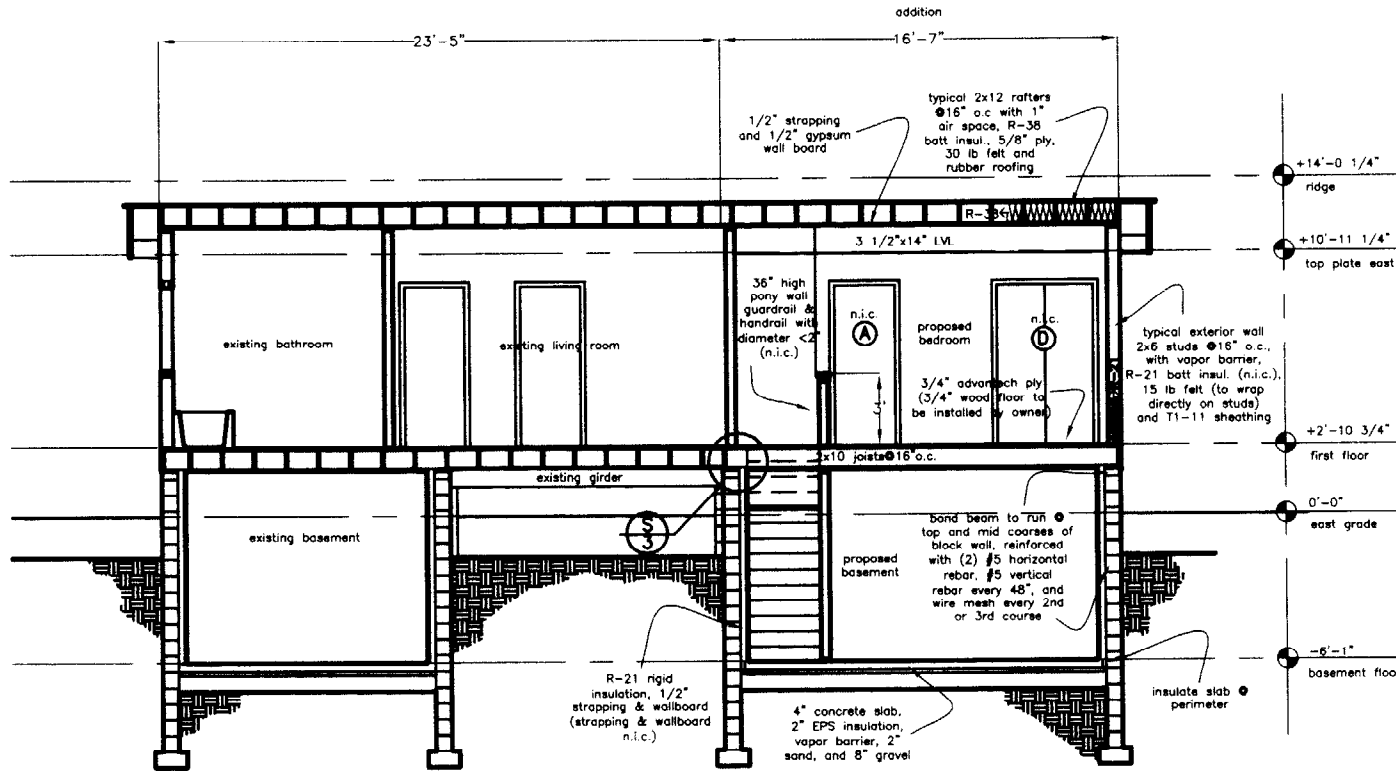 addition
23'-5"
16'-7"
typical 2x12 rafters
@16" o.c with 1"
air space, R-38
batt insul., 5/8" ply,
30 lb felt and
rubber roofing
1/2" strapping
and 1/2" gypsum
wall board
+14'-0 1/4"
ridge
R-38
3 1/2"x14" LVL
+10'-11 1/4"
top plate east
36" high
pony wall
guardrail &
handrail with
diameter <2"
(n.i.c.)
n.i.c.
A
proposed
bedroom
n.i.c.
D
existing bathroom
existing living room
typical exterior wall
2x6 studs @16" o.c.,
with vapor barrier,
R-21 batt insul. (n.i.c.),
15 lb felt (to wrap
directly on studs)
and T1-11 sheathing
3/4" advantech ply
(3/4" wood floor to
be installed by owner)
3'
+2'-10 3/4"
first floor
2x10 joists@16"o.c.
existing girder
0'-0"
east grade
existing basement
S
3
proposed
basement
bond beam to run @
top and mid coarses of
block wall, reinforced
with (2) #5 horizontal
rebar, #5 vertical
rebar every 48", and
wire mesh every 2nd
or 3rd course
-6'-1"
basement floo
R-21 rigid
insulation, 1/2"
strapping & wallboard
(strapping & wallboard
n.i.c.)
4" concrete slab,
2" EPS insulation,
vapor barrier, 2"
sand, and 8" gravel
insulate slab @
perimeter